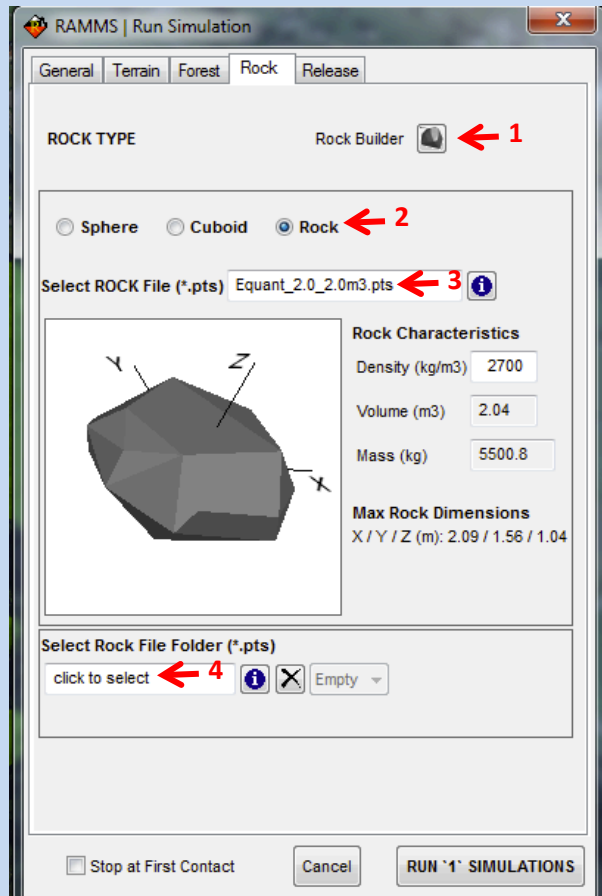 RAMMS | Run Simulation
X
General Terrain Forest Rock Release
ROCK TYPE Rock Builder 1
Sphere Cuboid Rock 2
Select ROCK File (*.pts) Equant_2.0_2.0m3.pts 3 i
Y Z X
Rock Characteristics
Density (kg/m3) 2700
Volume (m3) 2.04
Mass (kg) 5500.8
Max Rock Dimensions
X / Y / Z (m): 2.09 / 1.56 / 1.04
Select Rock File Folder (*.pts)
click to select 4 i X Empty
Stop at First Contact Cancel RUN `1` SIMULATIONS